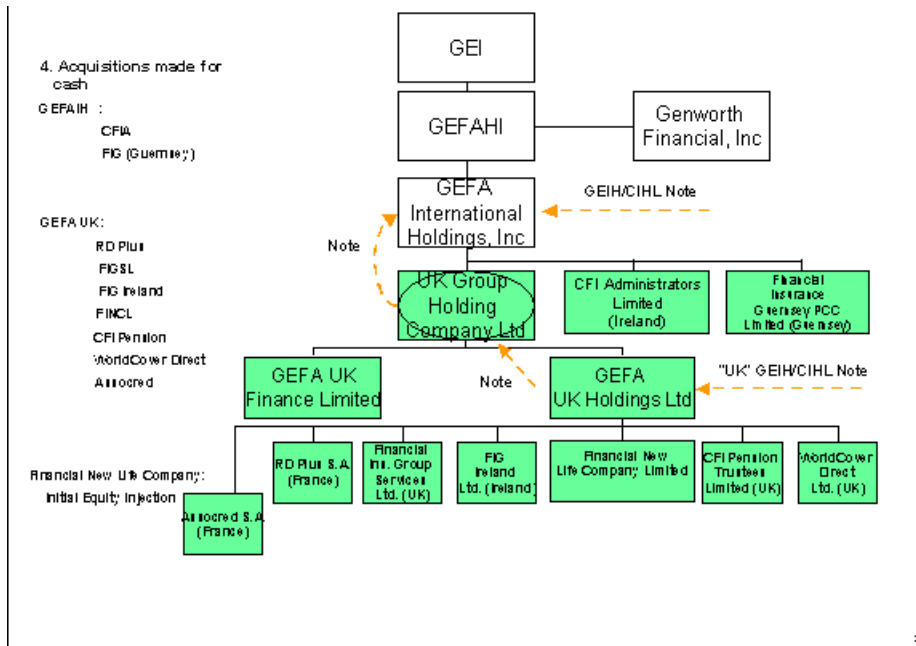 GEI
4. Acquisitions made for
cash
GEFAIH :
CFIA
FIG (Guernsey)
GEFAHI
Genworth
Financial, Inc
GEFA
International
Holdings, Inc
GEIH/CIHL Note
GEFA UK:
RD Plus
FIGSL
FIG Ireland
FINCL
CFI Pension
WorldCover Direct
Assocred
Note
UK Group
Holding
Company Ltd
CFI Administrators
Limited
(Ireland)
Financial
Insurance
Guernsey PCC
Limited (Guernsey)
GEFA UK
Finance Limited
Note
GEFA
UK Holdings Ltd
"UK" GEIH/CIHL Note
Financial New Life Company:
Initial Equity Injection
Assocred S.A.
(France)
RD Plus S.A.
(France)
Financial
Ins. Group
Services
Ltd. (UK)
FIG
Ireland
Ltd. (Ireland)
Financial New
Life Company Limited
CFI Pension
Trustees
Limited (UK)
WorldCover
Direct
Ltd. (UK)